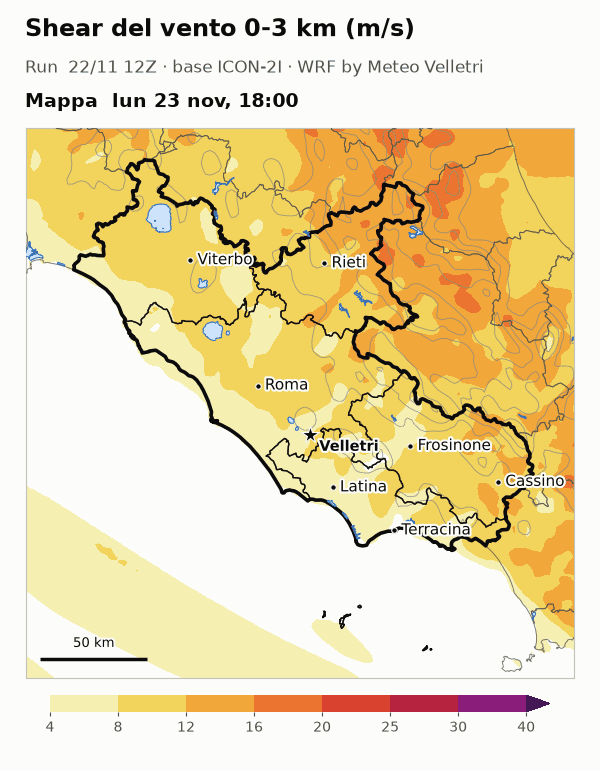 Shear del vento 0-3 km (m/s)
Run  22/11 12Z · base ICON-2I · WRF by Meteo Velletri
Mappa  lun 23 nov, 18:00
Viterbo
Rieti
Roma
Velletri
Frosinone
Latina
Cassino
Terracina
50 km
4 8 12 16 20 25 30 40